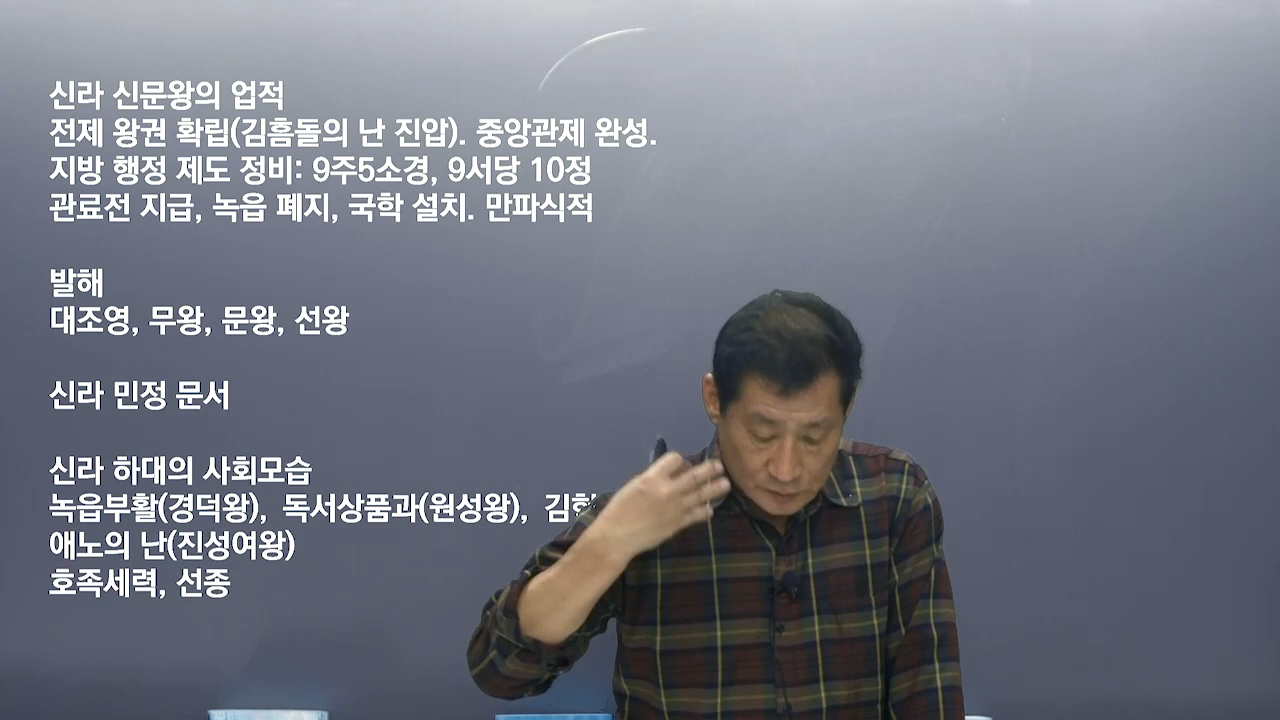 신라 신문왕의 업적
전제 왕권 확립(김흠돌의 난 진압). 중앙관제 완성.
지방 행정 제도 정비: 9주5소경, 9서당 10정
관료전 지급, 녹읍 폐지, 국학 설치. 만파식적
발해
대조영, 무왕, 문왕, 선왕
신라 민정 문서
신라 하대의 사회모습
녹읍부활(경덕왕), 독서상품과(원성왕),
애노의 난(진성여왕)
호족세력, 선종